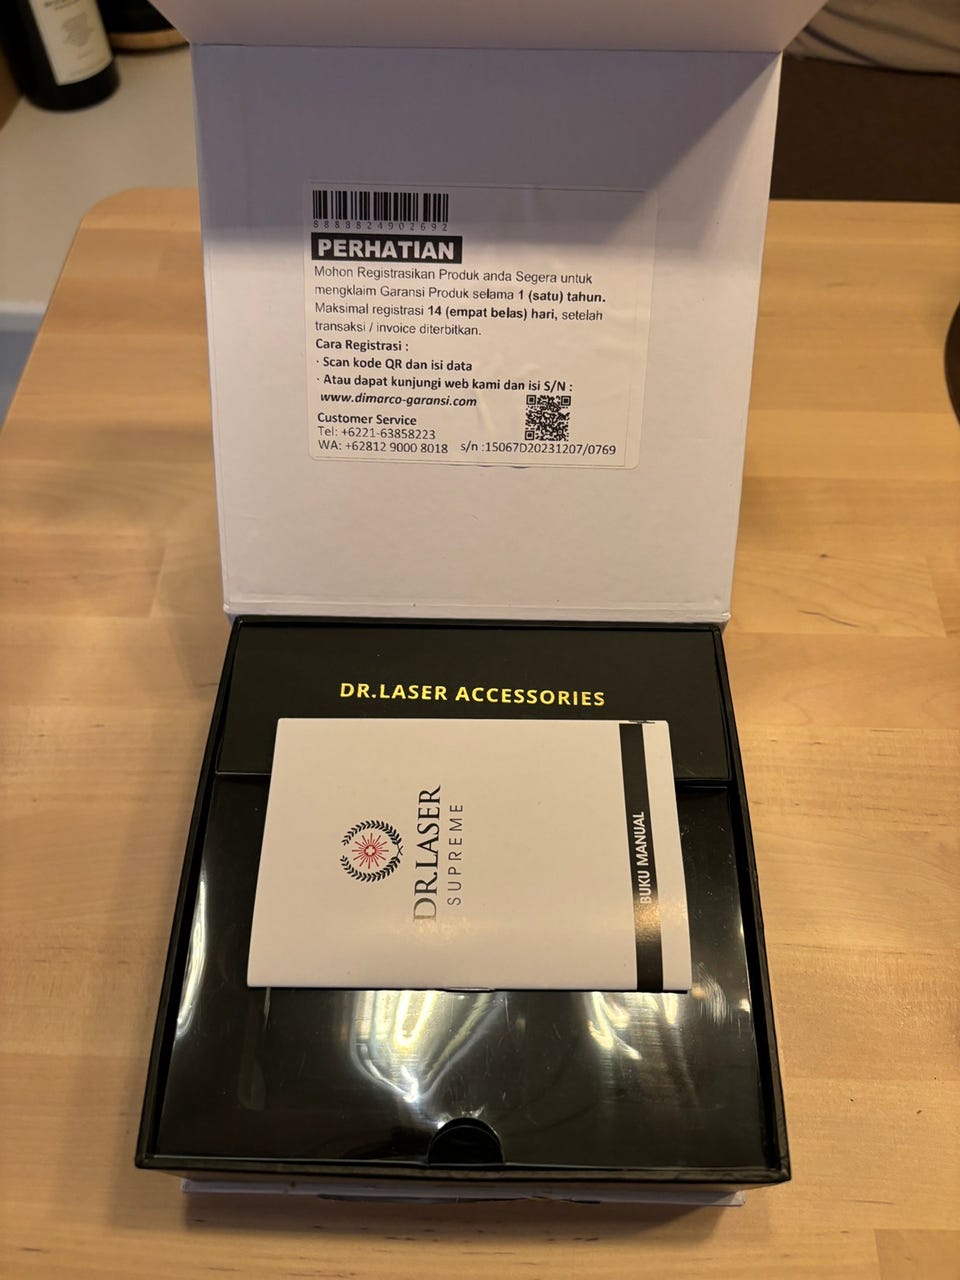 8888824902692
PERHATIAN
Mohon Registrasikan Produk anda Segera untuk
mengklaim Garansi Produk selama 1 (satu) tahun.
Maksimal registrasi 14 (empat belas) hari, setelah
transaksi / invoice diterbitkan.
Cara Registrasi :
· Scan kode QR dan isi data
· Atau dapat kunjungi web kami dan isi S/N :
www.dimarco-garansi.com
Customer Service
Tel: +6221-63858223
WA: +62812 9000 8018 s/n :15067D20231207/0769
DR.LASER ACCESSORIES
DR.LASER
SUPREME
BUKU MANUAL